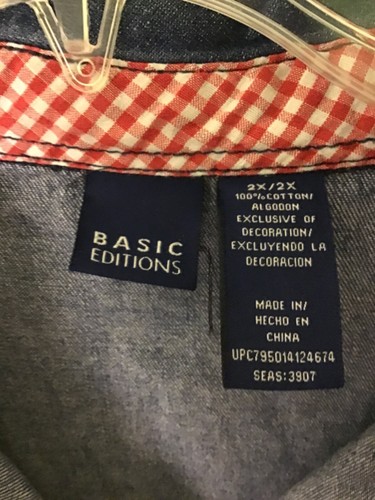 BASIC
EDITIONS
2X/2X
100%COTTON/
ALGODON
EXCLUSIVE OF
DECORATION/
EXCLUYENDO LA
DECORACION
MADE IN/
HECHO EN
CHINA
UPC795014124674
SEAS:3907